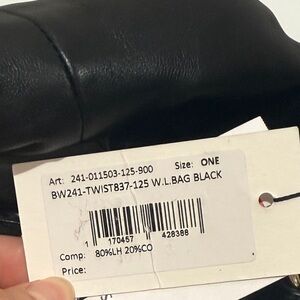 Art: 241-011503-125-900 Size: ONE
BW241-TWIST837-125 W.L.BAG BLACK
1 170457 428388
Comp: 80%LH 20%CO
Price: